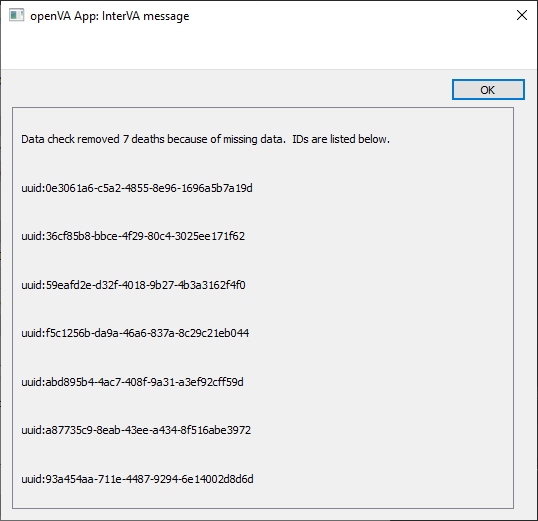 openVA App: InterVA message
OK
Data check removed 7 deaths because of missing data.  IDs are listed below.
uuid:0e3061a6-c5a2-4855-8e96-1696a5b7a19d
uuid:36cf85b8-bbce-4f29-80c4-3025ee171f62
uuid:59eafd2e-d32f-4018-9b27-4b3a3162f4f0
uuid:f5c1256b-da9a-46a6-837a-8c29c21eb044
uuid:abd895b4-4ac7-408f-9a31-a3ef92cff59d
uuid:a87735c9-8eab-43ee-a434-8f516abe3972
uuid:93a454aa-711e-4487-9294-6e14002d8d6d